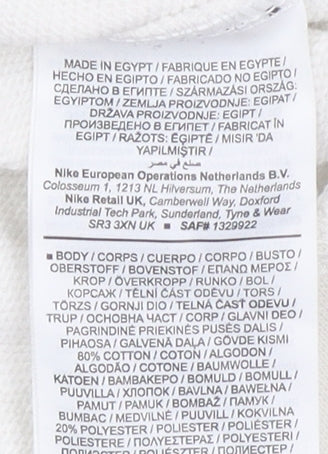 MADE IN EGYPT / FABRIQUE EN EGYPTE /
HECHO EN EGIPTO / FABRICADO NO EGIPTO /
СДЕЛАНО В ЕГИПТЕ / SZÁRMAZÁSI ORSZÁG:
EGYIPTOM / ZEMLJA PROIZVODNJE: EGIPAT /
DRŽAVA PROIZVODNJE: EGIPT /
ПРОИЗВЕДЕНО В ЕГИПЕТ / FABRICAT ÎN
EGIPT / RAŽOTS: ĒĢIPTĒ / MISIR 'DA
YAPILMIŞTIR /
صنع في مصر
Nike European Operations Netherlands B.V.
Colosseum 1, 1213 NL Hilversum, The Netherlands
Nike Retail UK, Camberwell Way, Doxford
Industrial Tech Park, Sunderland, Tyne & Wear
SR3 3XN UK ■ SAF# 1329922
■ BODY / CORPS / CUERPO / CORPO / BUSTO /
OBERSTOFF / BOVENSTOF / ΕΠΑΝΩ ΜΕΡΟΣ /
KROP / ÖVERKROPP / RUNKO / BOL /
КОРСАЖ / TĚLNÍ ČÁST ODĚVU / TORS /
TÖRZS / GORNJI DIO / TELNÁ ČASŤ ODEVU /
TRUP / ОСНОВНА ЧАСТ / CORP / GLAVNI DEO /
PAGRINDINĖ PRIEKINĖS PUSĖS DALIS /
PIHAOSA / GALVENĀ DAĻA / GÖVDE KISMI
80% COTTON / COTON / ALGODÓN /
ALGODÃO / COTONE / BAUMWOLLE /
KATOEN / ΒΑΜΒΑΚΕΡΟ / BOMULD / BOMULL /
PUUVILLA / ХЛОПОК / BAVLNA / BAWEŁNA /
PAMUT / PAMUK / BOMBAŽ / ПАМУК /
BUMBAC / MEDVILNĖ / PUUVILL / KOKVILNA
20% POLYESTER / POLYESTER / POLIÉSTER /
POLIESTERE / ΠΟΛΥΕΣΤΕΡΑΣ / POLYESTERI /